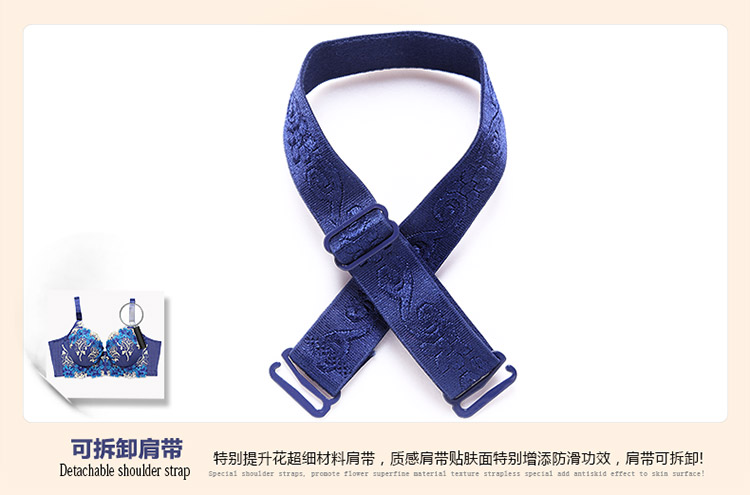 可拆卸肩带
Detachable shoulder strap
特别提升花超细材料肩带，质感肩带贴肤面特别增添防滑功效，肩带可拆卸!
Special shoulder straps, promote flower superfine material texture strapless special add antiskid effect to skin surface!